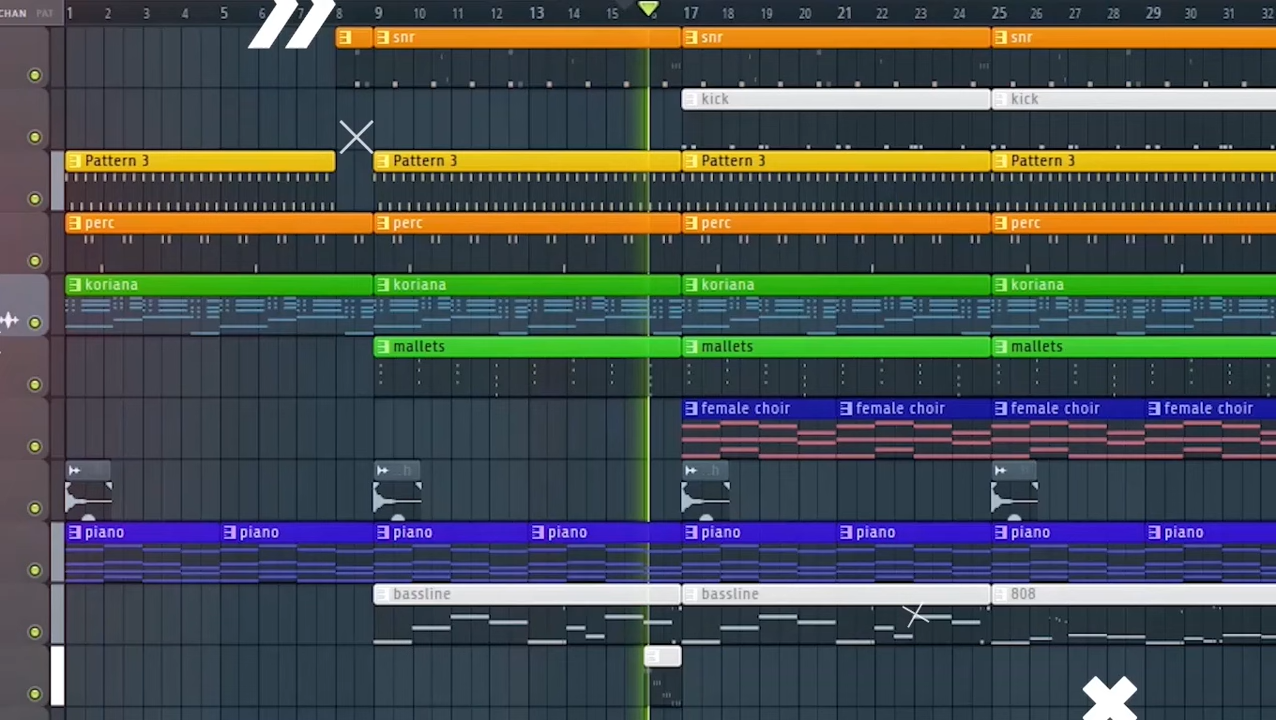 CHAN PAT 1 2 3 4 5 6 7 8 9 10 11 12 13 14 15 16 17 18 19 20 21 22 23 24 25 26 27 28 29 30 31 32
snr snr snr
kick kick
Pattern 3 Pattern 3 Pattern 3 Pattern 3
perc perc perc perc
koriana koriana koriana koriana
mallets mallets mallets
female choir female choir female choir female choir
piano piano piano piano piano piano piano piano
bassline bassline 808